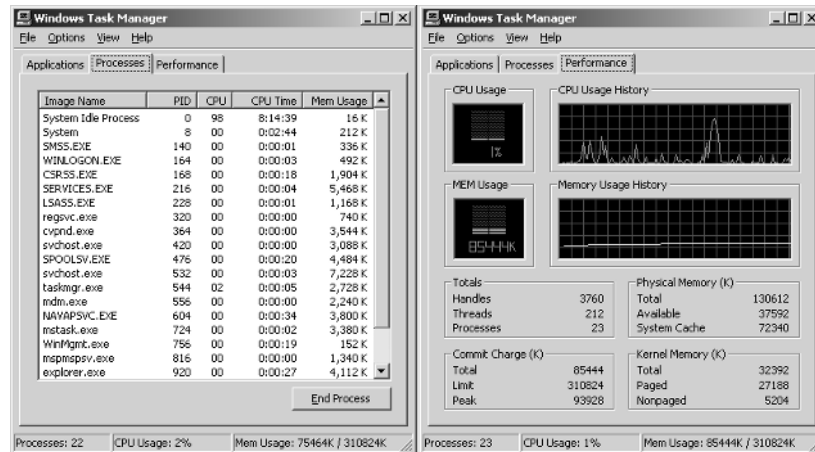 Windows Task Manager
File Options View Help
Applications Processes Performance
Image Name PID CPU CPU Time Mem Usage
System Idle Process 0 98 8:14:39 16 K
System 8 00 0:02:44 212 K
SMSS.EXE 140 00 0:00:01 336 K
WINLOGON.EXE 164 00 0:00:03 492 K
CSRSS.EXE 168 00 0:00:18 1,904 K
SERVICES.EXE 216 00 0:00:04 5,468 K
LSASS.EXE 228 00 0:00:01 1,168 K
regsvc.exe 320 00 0:00:00 740 K
cvpnd.exe 364 00 0:00:00 3,544 K
svchost.exe 420 00 0:00:00 3,088 K
SPOOLSV.EXE 476 00 0:00:20 4,484 K
svchost.exe 532 00 0:00:03 7,228 K
taskmgr.exe 544 02 0:00:05 2,728 K
mdm.exe 556 00 0:00:00 2,240 K
NAVAPSVC.EXE 604 00 0:00:34 3,800 K
mstask.exe 724 00 0:00:02 3,380 K
WinMgmt.exe 756 00 0:00:19 152 K
mspmspsv.exe 816 00 0:00:00 1,340 K
explorer.exe 920 00 0:00:27 4,112 K
End Process
Processes: 22 CPU Usage: 2% Mem Usage: 75464K / 310824K
Windows Task Manager
File Options View Help
Applications Processes Performance
CPU Usage CPU Usage History
1%
MEM Usage Memory Usage History
85444K
Totals
Handles 3760
Threads 212
Processes 23
Physical Memory (K)
Total 130612
Available 37592
System Cache 72340
Commit Charge (K)
Total 85444
Limit 310824
Peak 93928
Kernel Memory (K)
Total 32392
Paged 27188
Nonpaged 5204
Processes: 23 CPU Usage: 1% Mem Usage: 85444K / 310824K